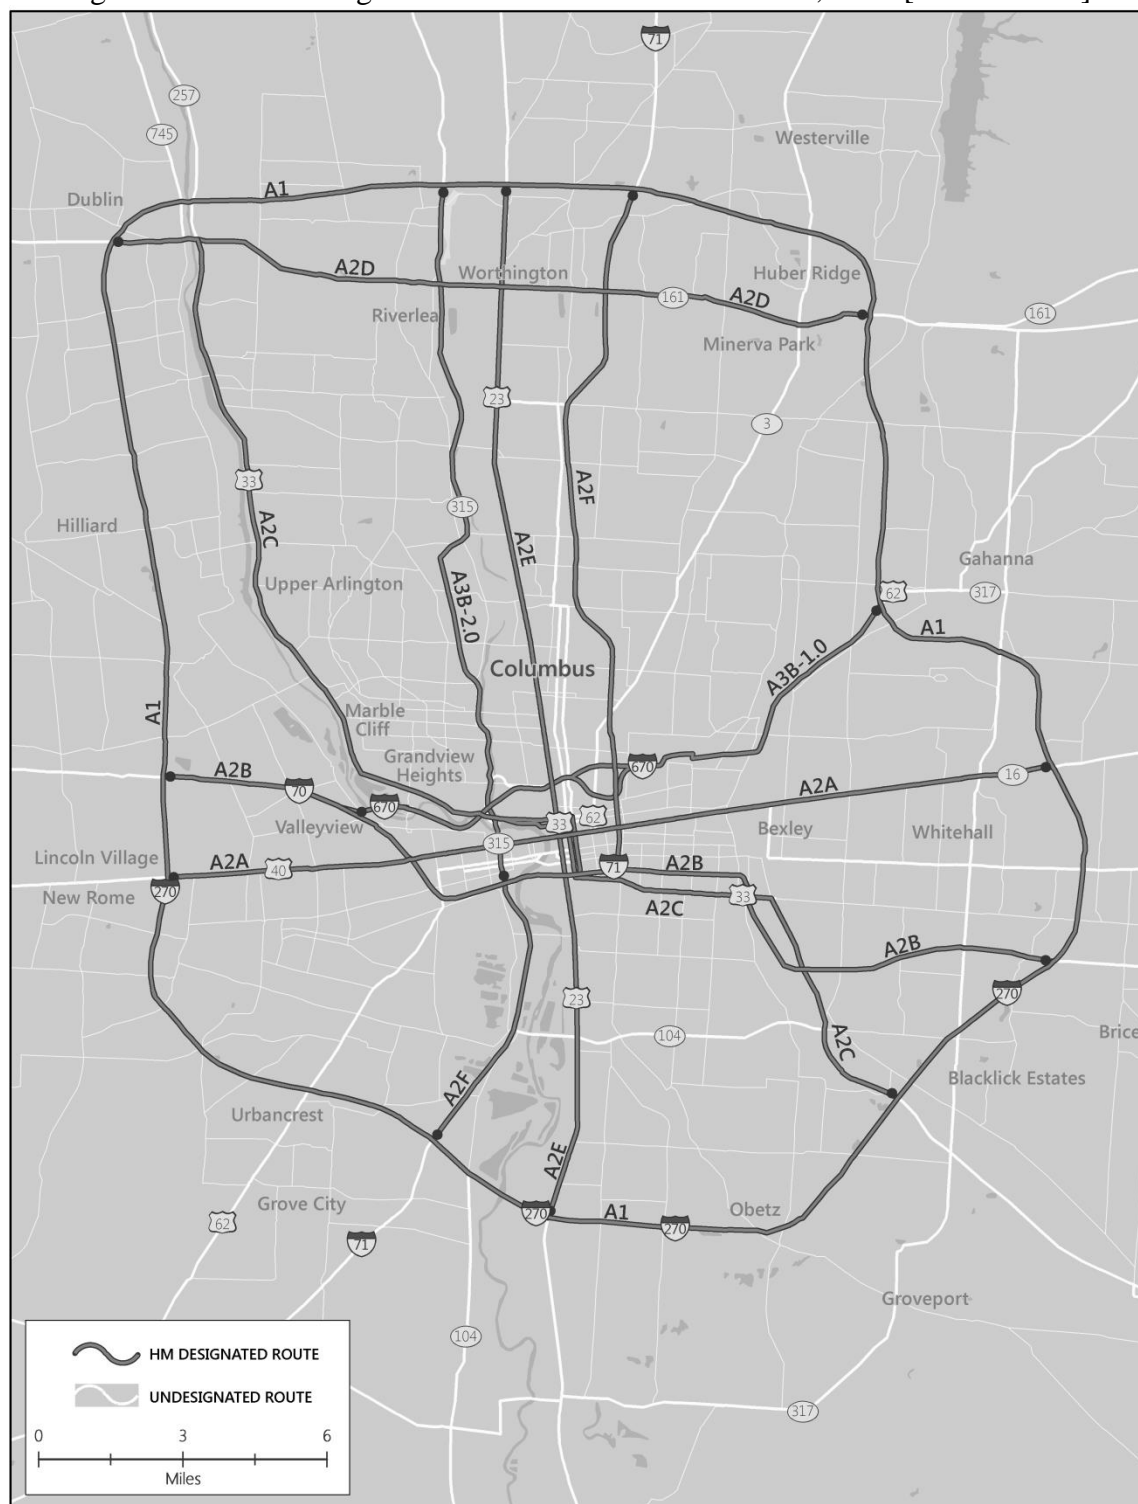 71
257
745
Westerville
Dublin
A1
A2D
Worthington
Huber Ridge
161
A2D
161
Riverlea
Minerva Park
23
3
33
A2F
315
Hilliard
A2C
A2E
Gahanna
Upper Arlington
A3B-2.0
62
317
A1
Columbus
A3B-1.0
A1
Marble
Cliff
Grandview
Heights
670
A2B
70
16
A2A
670
62
33
Valleyview
Bexley
Whitehall
315
Lincoln Village
A2A
40
71
A2B
270
New Rome
33
A2C
A2B
23
270
104
A2C
Brice
Blacklick Estates
A2F
Urbancrest
A2E
Grove City
270
A1
270
Obetz
62
71
Groveport
104
317
HM DESIGNATED ROUTE
UNDESIGNATED ROUTE
0 3 6
Miles